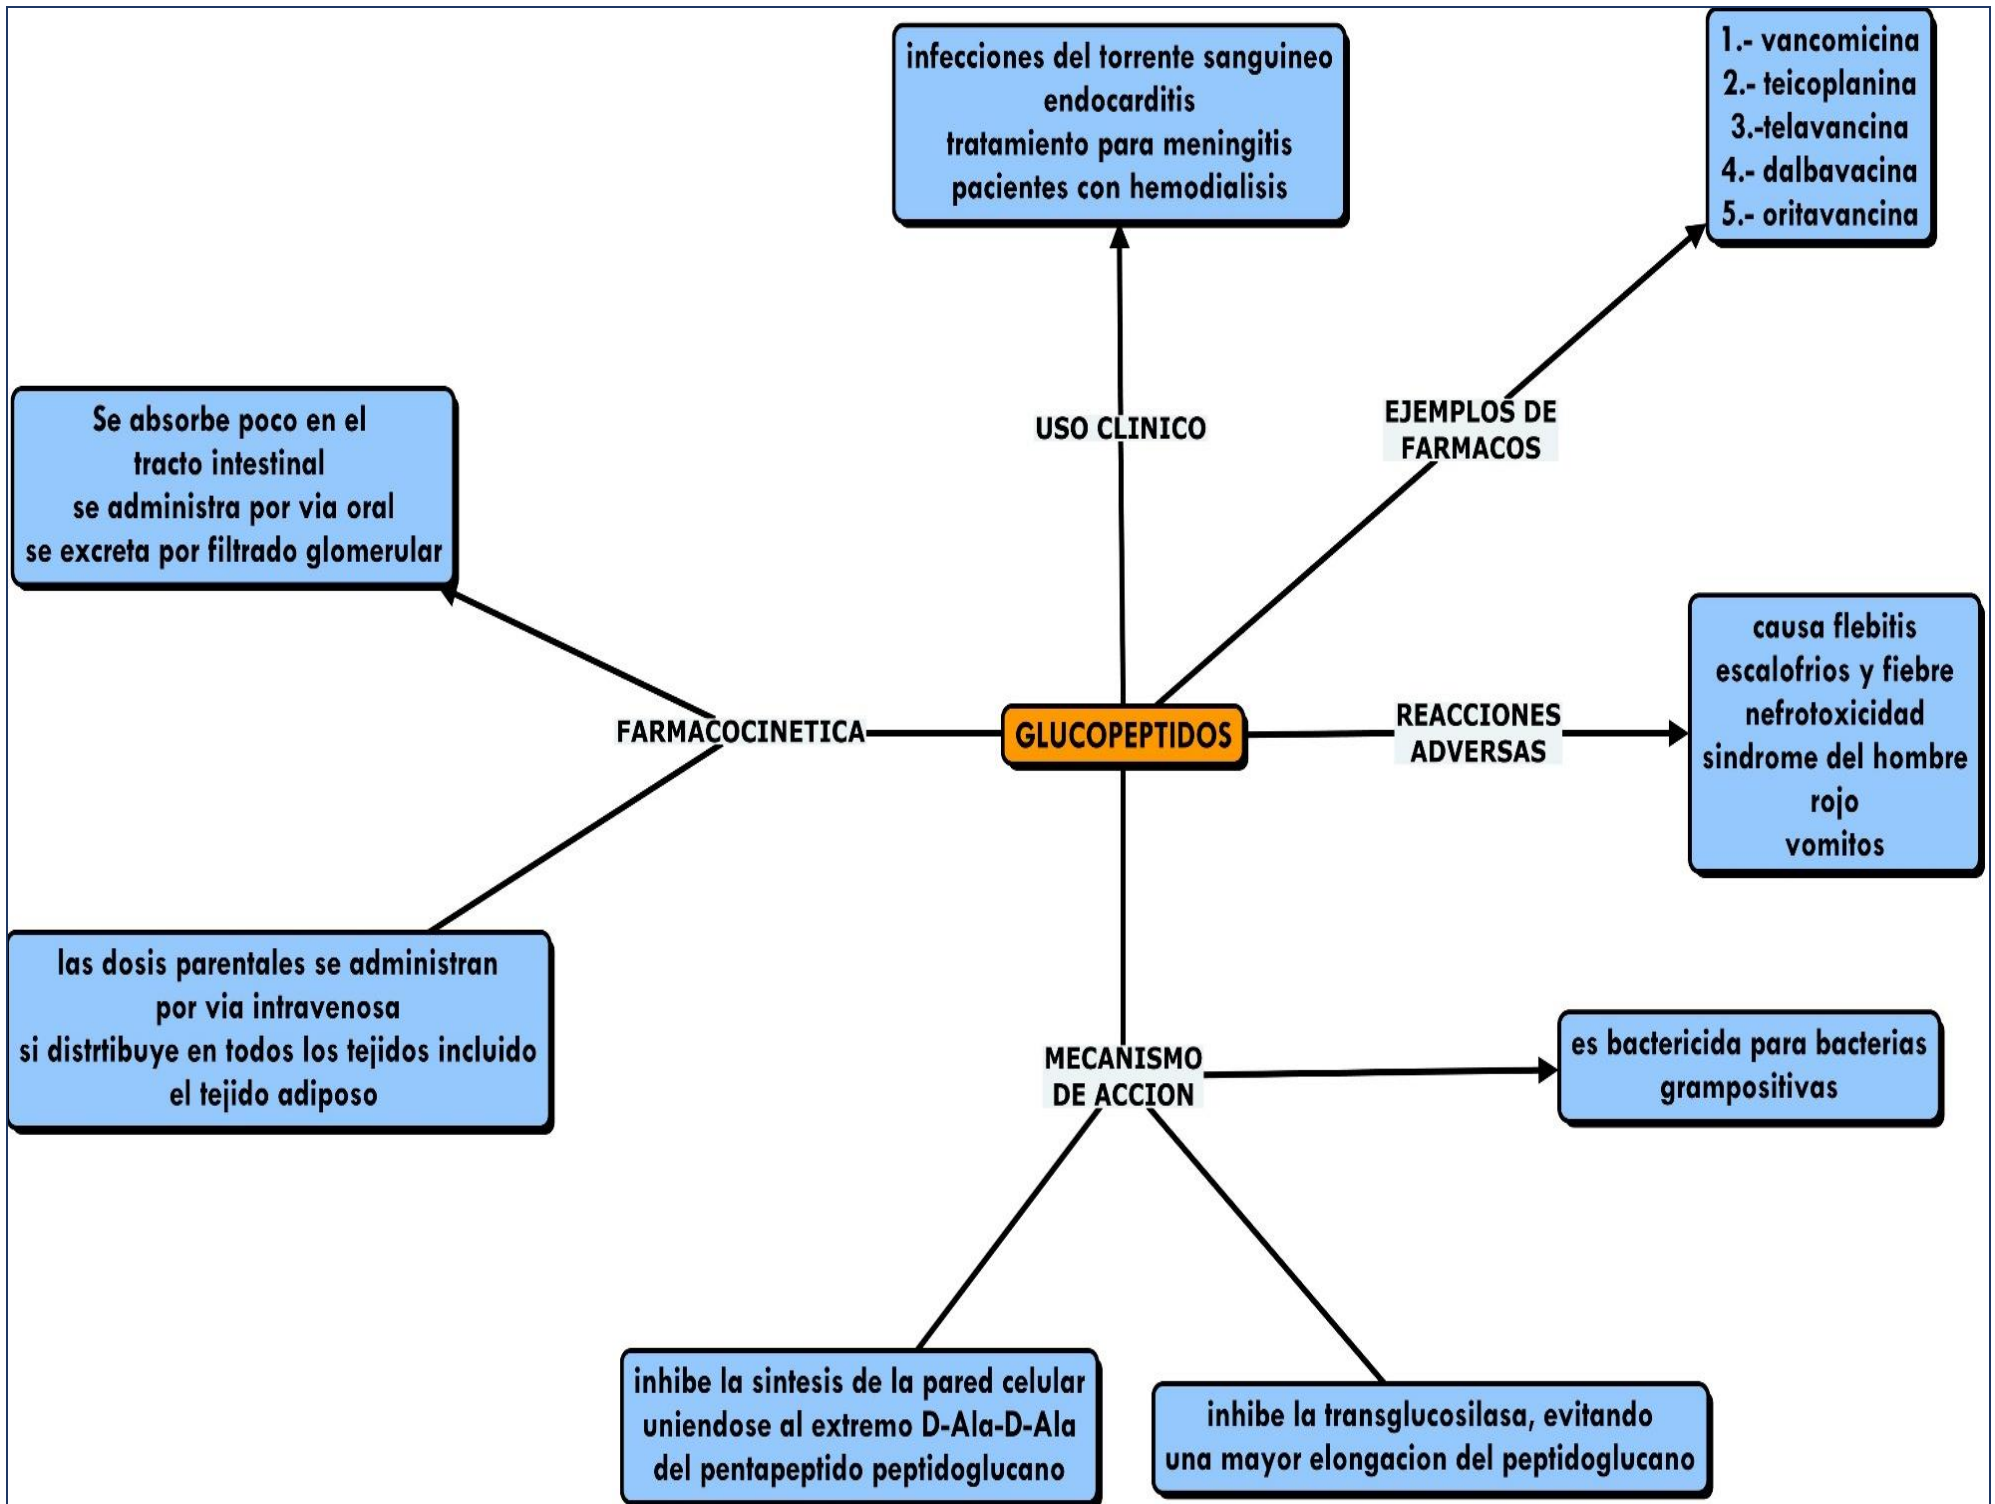 infecciones del torrente sanguineo
endocarditis
tratamiento para meningitis
pacientes con hemodialisis
1.- vancomicina
2.- teicoplanina
3.-telavancina
4.- dalbavacina
5.- oritavancina
USO CLINICO
EJEMPLOS DE
FARMACOS
Se absorbe poco en el
tracto intestinal
se administra por via oral
se excreta por filtrado glomerular
FARMACOCINETICA
GLUCOPEPTIDOS
REACCIONES
ADVERSAS
causa flebitis
escalofrios y fiebre
nefrotoxicidad
sindrome del hombre
rojo
vomitos
las dosis parentales se administran
por via intravenosa
si distrtibuye en todos los tejidos incluido
el tejido adiposo
MECANISMO
DE ACCION
es bactericida para bacterias
grampositivas
inhibe la sintesis de la pared celular
uniendose al extremo D-Ala-D-Ala
del pentapeptido peptidoglucano
inhibe la transglucosilasa, evitando
una mayor elongacion del peptidoglucano